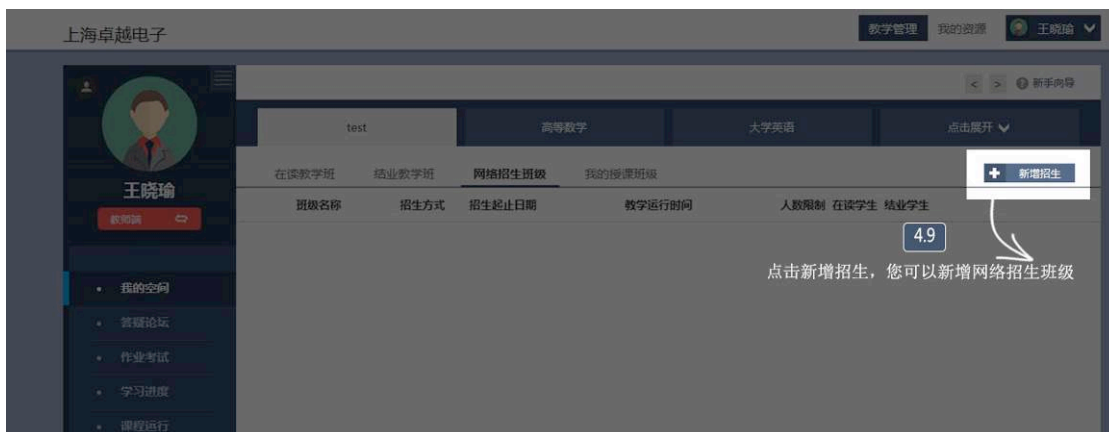 上海卓越电子
教学管理 我的资源 王晓瑜
< > 新手向导
test 高等数学 大学英语 点击展开
在读教学班 结业教学班 网络招生班级 我的授课班级 + 新增招生
王晓瑜
教师端
班级名称 招生方式 招生起止日期 教学运行时间 人数限制 在读学生 结业学生
4.9
点击新增招生，您可以新增网络招生班级
我的空间
答疑论坛
作业考试
学习进度
课程运行